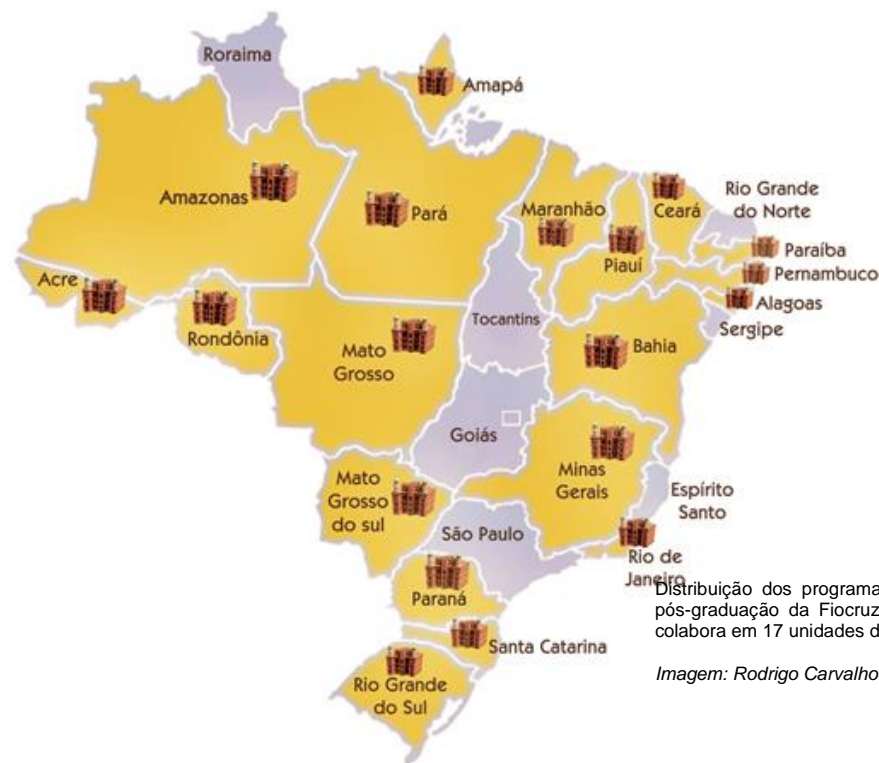 Roraima
Amapá
Amazonas
Pará
Maranhão
Piauí
Ceará
Rio Grande
do Norte
Paraíba
Pernambuco
Alagoas
Sergipe
Acre
Rondônia
Mato
Grosso
Tocantins
Bahia
Goiás
Minas
Gerais
Mato
Grosso
do sul
Espírito
Santo
São Paulo
Rio de
Janeiro
Paraná
Santa Catarina
Rio Grande
do Sul
Distribuição dos programa
pós-graduação da Fiocruz
colabora em 17 unidades d
Imagem: Rodrigo Carvalho